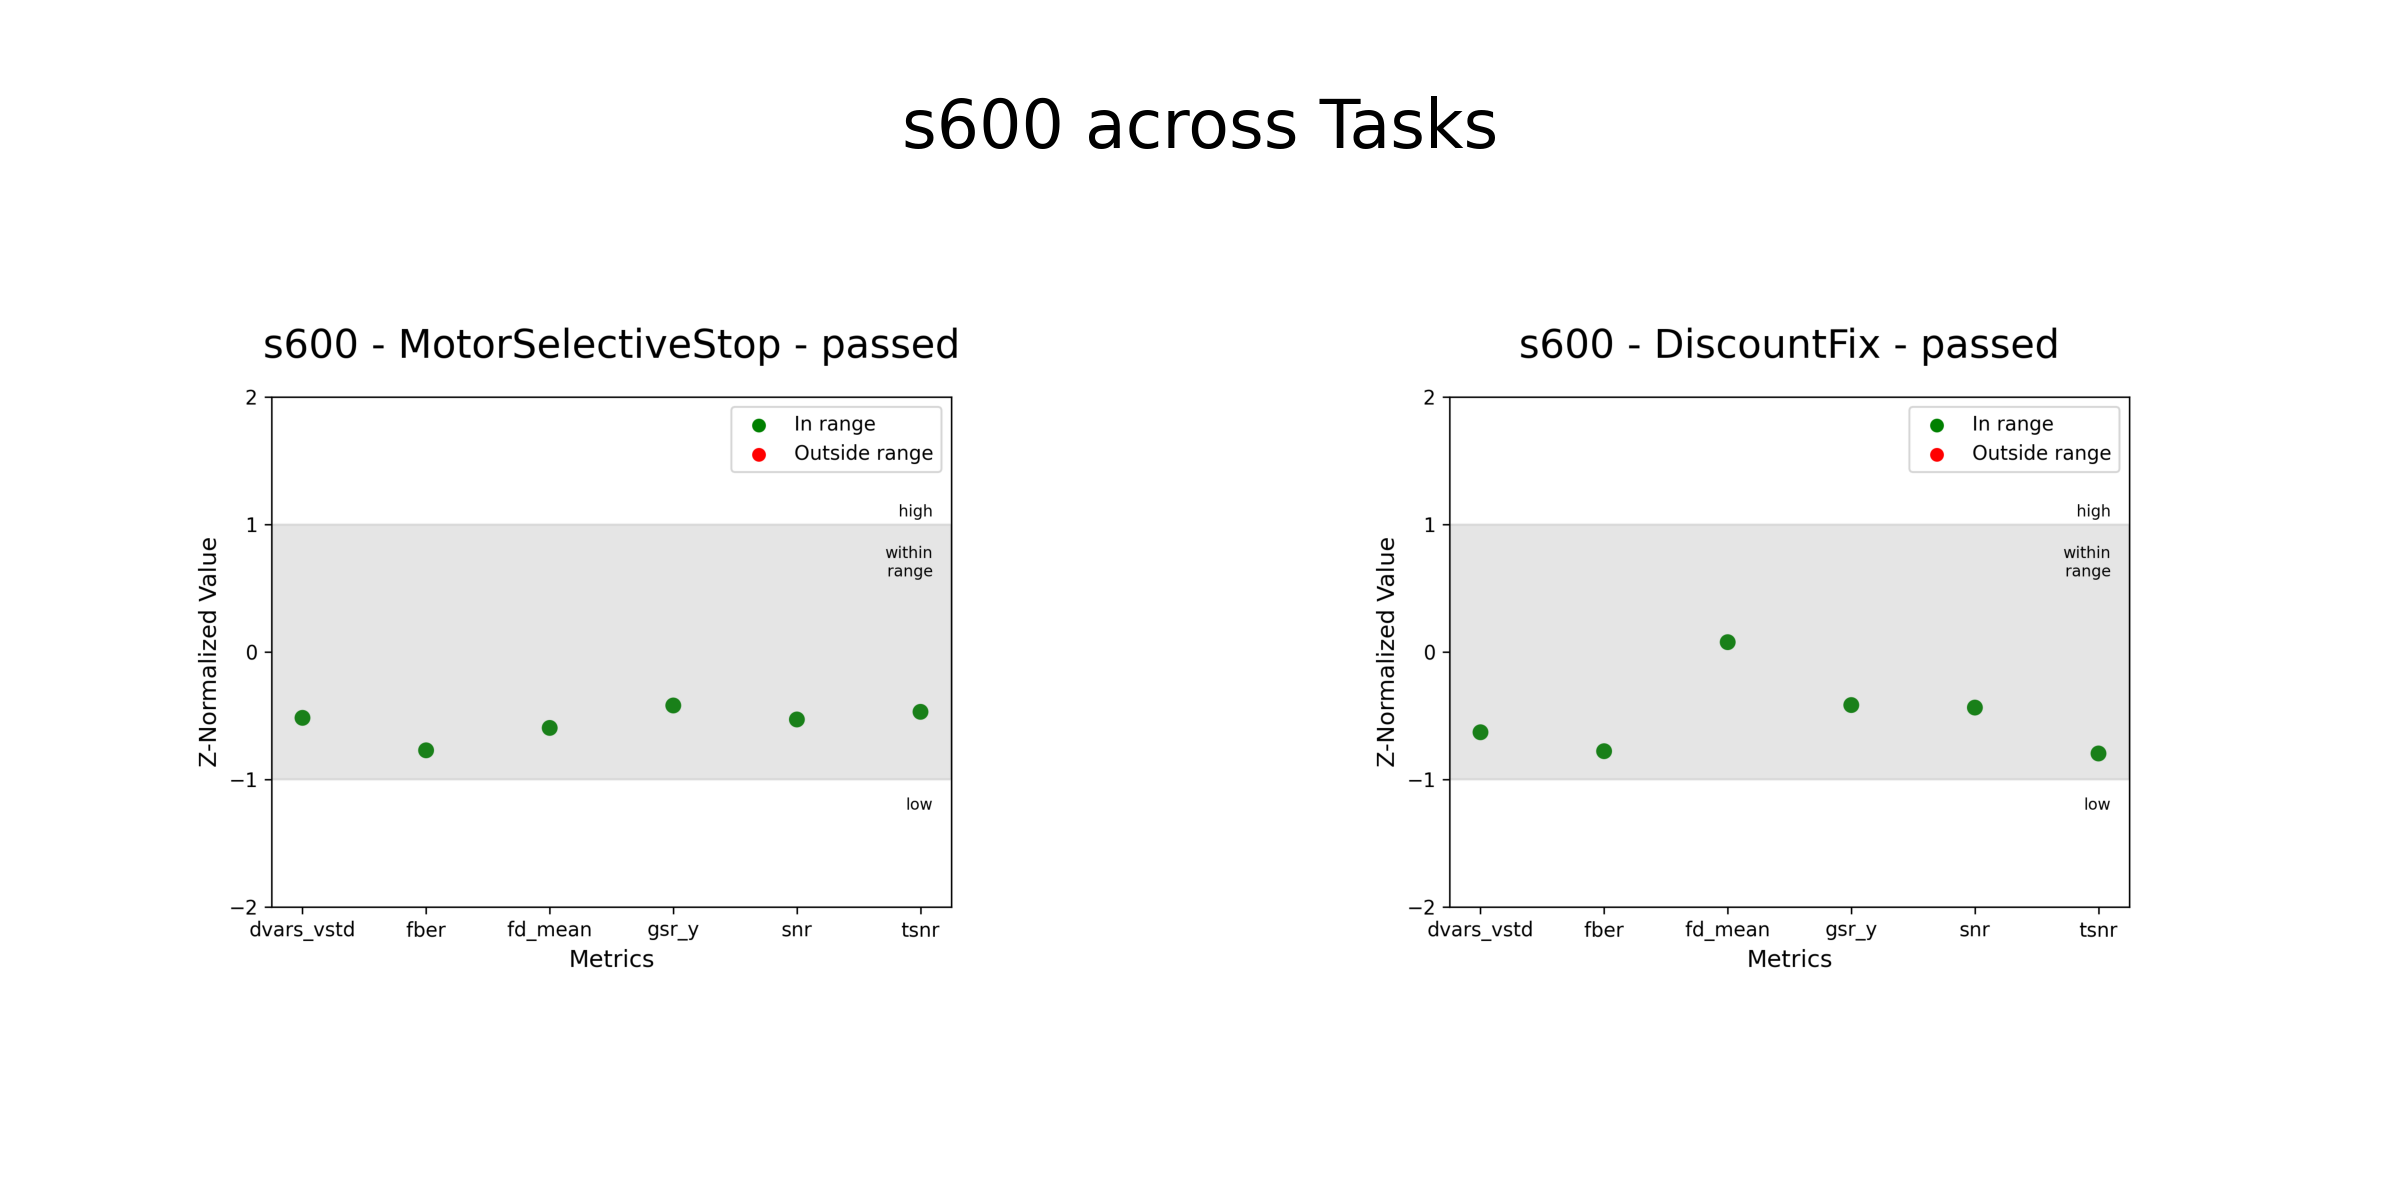 s600 across Tasks
s600 - MotorSelectiveStop - passed
2
1
0
−1
−2
Z-Normalized Value
In range
Outside range
high
within
range
low
dvars_vstd fber fd_mean gsr_y snr tsnr
Metrics
s600 - DiscountFix - passed
2
1
0
−1
−2
Z-Normalized Value
In range
Outside range
high
within
range
low
dvars_vstd fber fd_mean gsr_y snr tsnr
Metrics